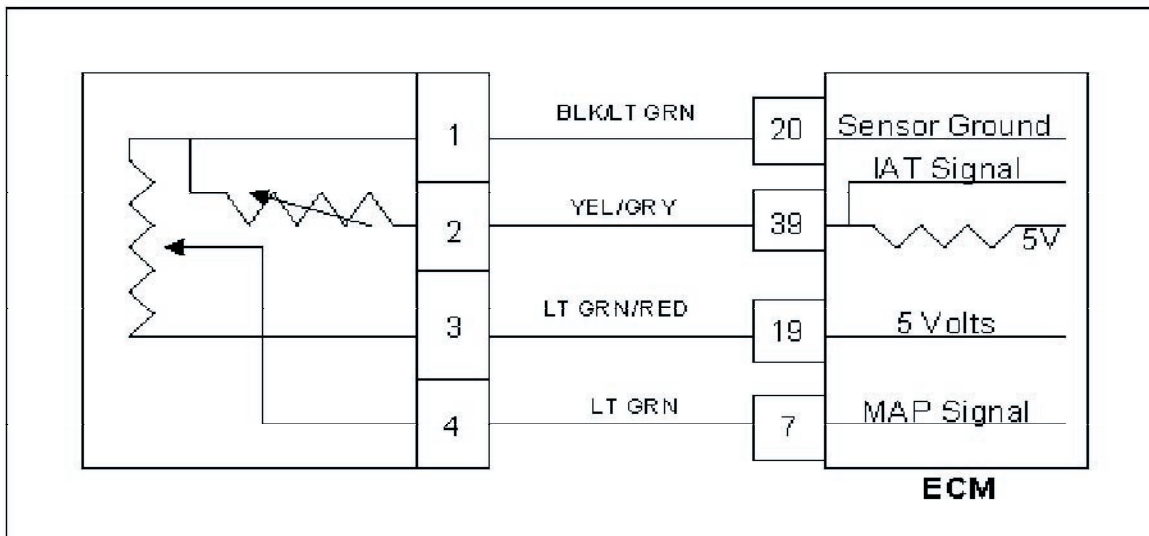 1 BLK/LT GRN 20 Sensor Ground
IAT Signal
2 YEL/GRY 39 5V
3 LT GRN/RED 19 5 Volts
4 LT GRN 7 MAP Signal
ECM